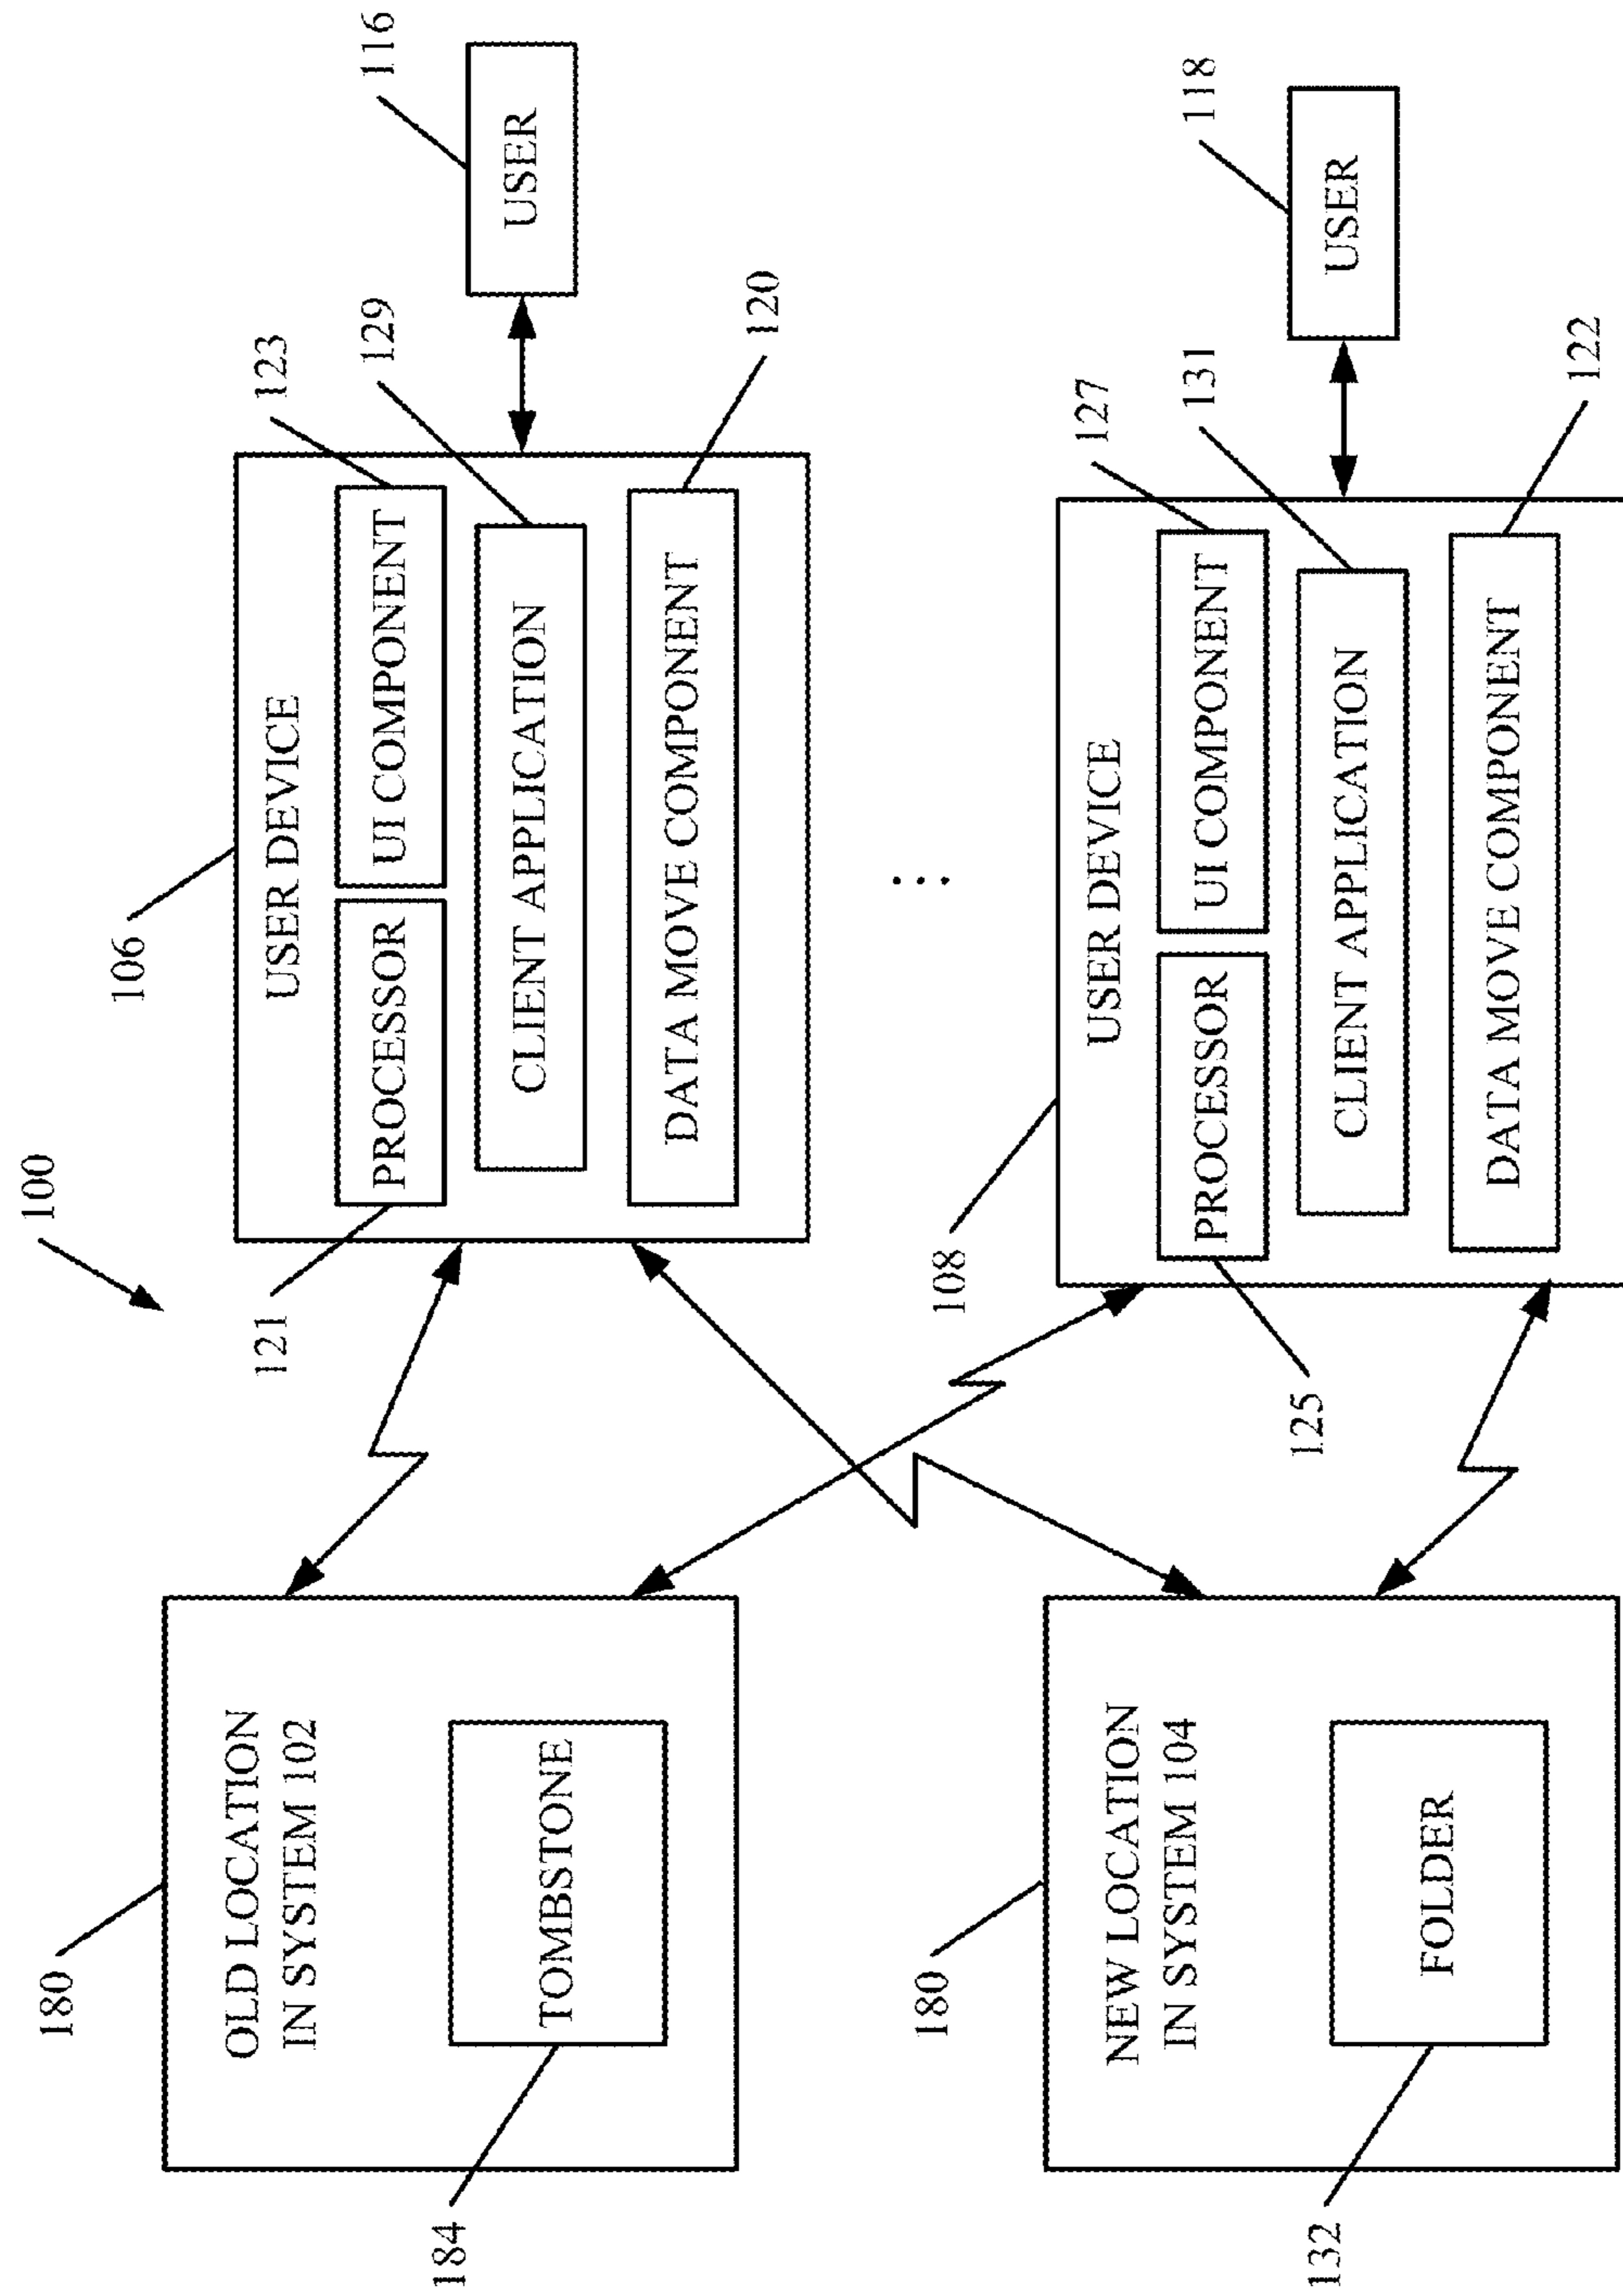 100
180
OLD LOCATION
IN SYSTEM 102
TOMBSTONE
184
106
USER DEVICE
121
PROCESSOR
UI COMPONENT
123
CLIENT APPLICATION
129
DATA MOVE COMPONENT
120
USER
116
180
NEW LOCATION
IN SYSTEM 104
FOLDER
132
108
USER DEVICE
125
PROCESSOR
UI COMPONENT
127
CLIENT APPLICATION
131
DATA MOVE COMPONENT
122
USER
118